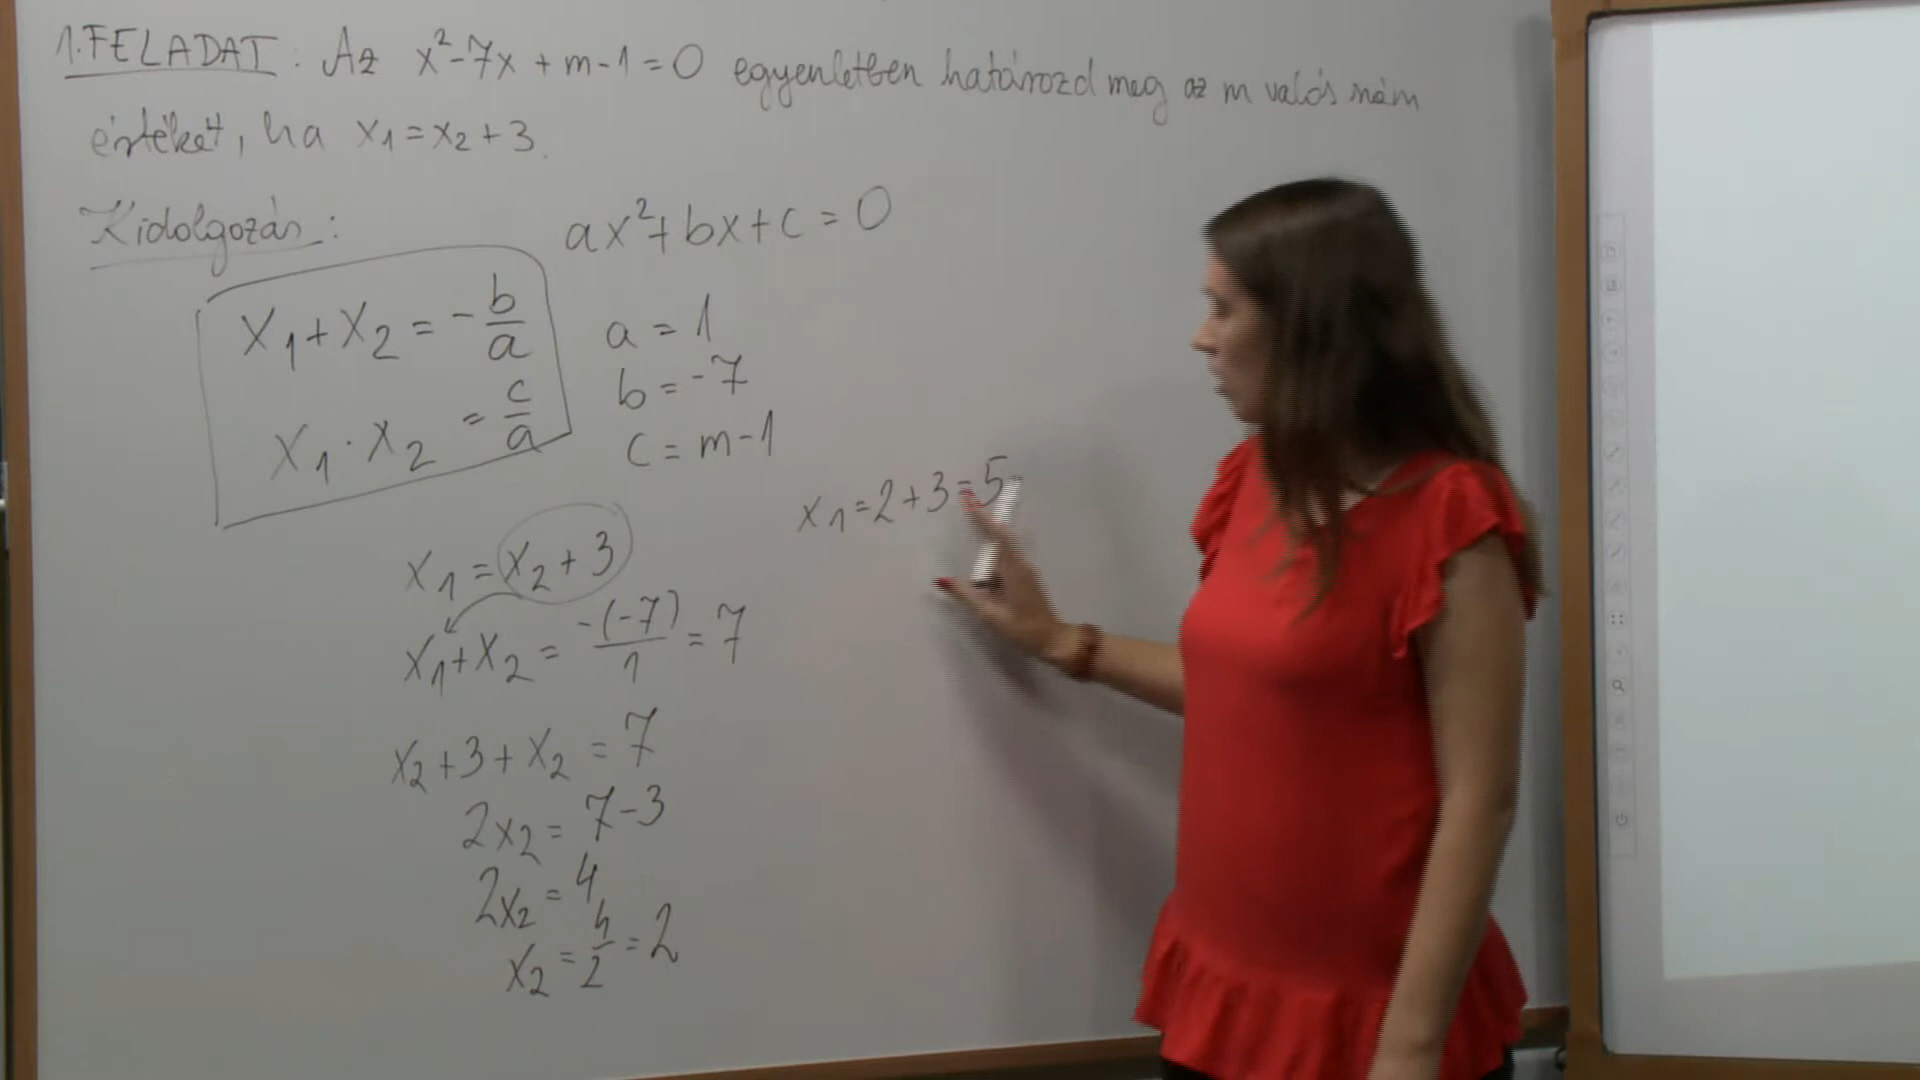 1. FELADAT: Az x²-7x+m-1=0 egyenletben határozd meg az m valós szám
értékét, ha x₁=x₂+3.
Kidolgozás:
ax²+bx+c=0
x₁+x₂=-b/a
x₁·x₂=c/a
a=1
b=-7
c=m-1
x₁=x₂+3
x₁+x₂=-(-7)/1=7
x₂+3+x₂=7
2x₂=7-3
2x₂=4
x₂=4/2=2
x₁=2+3=5